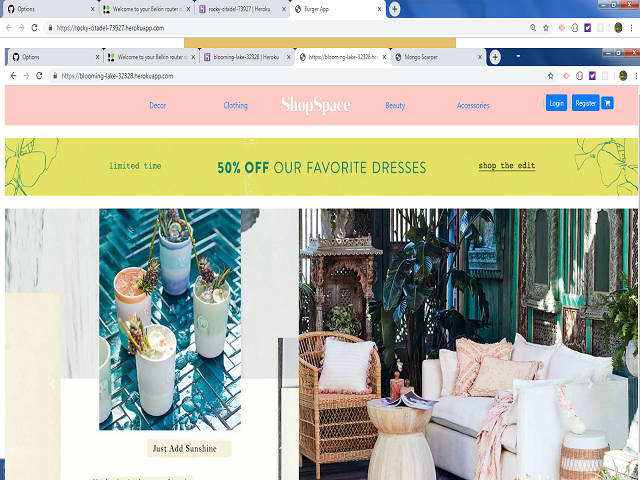 Options
Welcome to your Belkin router d
rocky-citadel-73927 | Heroku
Burger App
https://rocky-citadel-73927.herokuapp.com
Options
Welcome to your Belkin router d
blooming-lake-32328 | Heroku
https://blooming-lake-32328.he
Mongo Scarper
https://blooming-lake-32328.herokuapp.com
Decor
Clothing
ShopSpace
Beauty
Accessories
Login
Register
limited time
50% OFF OUR FAVORITE DRESSES
shop the edit
Just Add Sunshine